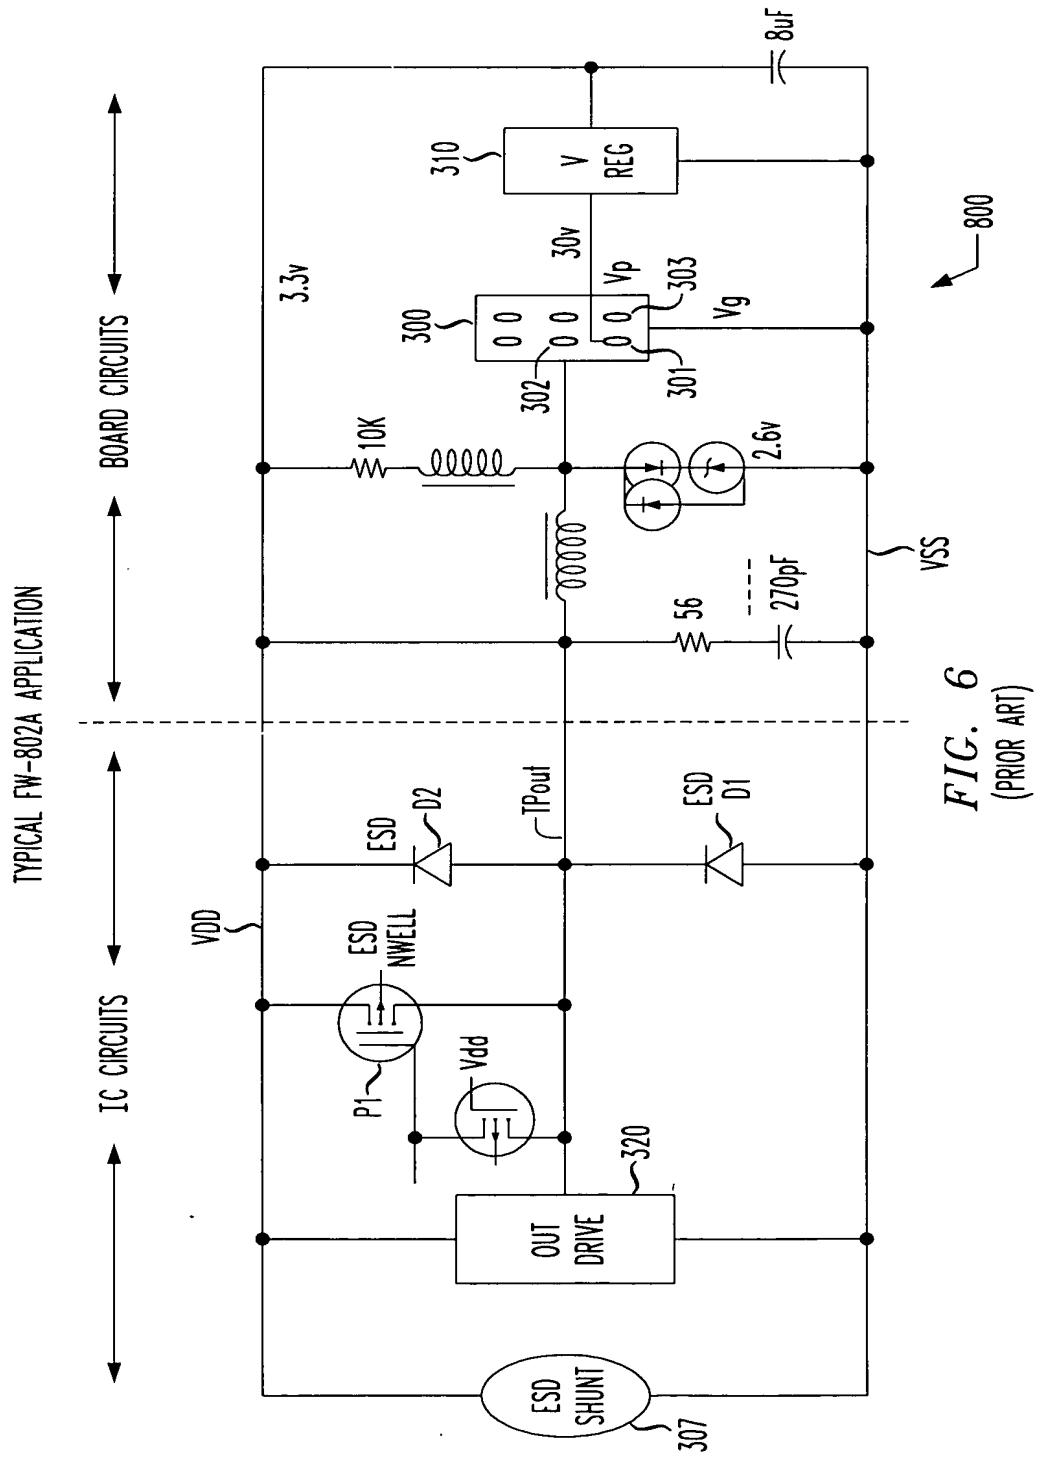 TYPICAL FW-802A APPLICATION
IC CIRCUITS
BOARD CIRCUITS
VDD
3.3v
P1
ESD
NWELL
ESD
D2
10K
300
310
Vdd
302
30v
V
REG
8uF
TPout
OUT
DRIVE
320
ESD
SHUNT
307
ESD
D1
56
270pF
2.6v
301
303
Vp
Vg
VSS
800
FIG. 6
(PRIOR ART)